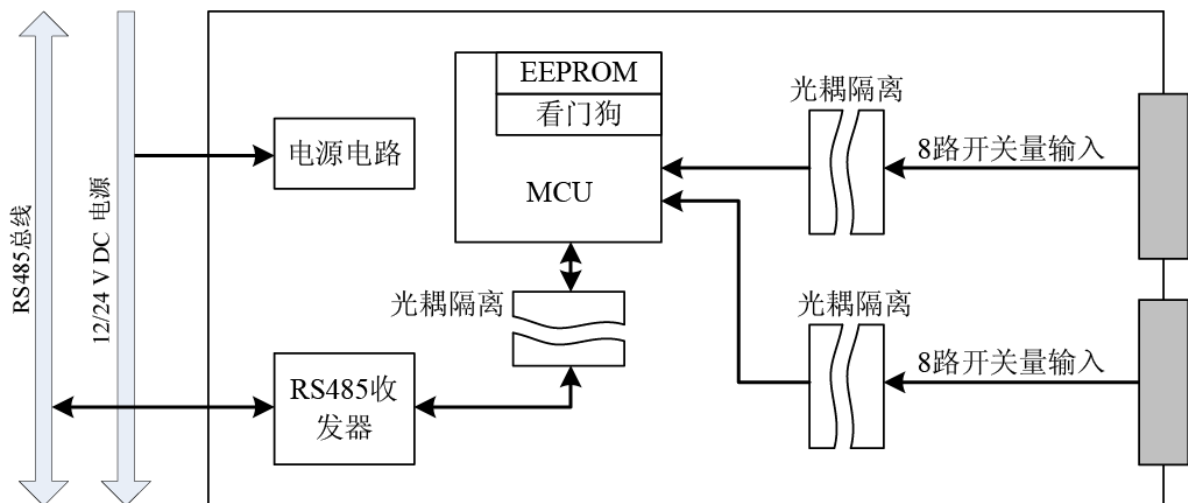 RS485总线
12/24 V DC 电源
电源电路
EEPROM
看门狗
MCU
光耦隔离
8路开关量输入
光耦隔离
RS485收
发器
光耦隔离
8路开关量输入